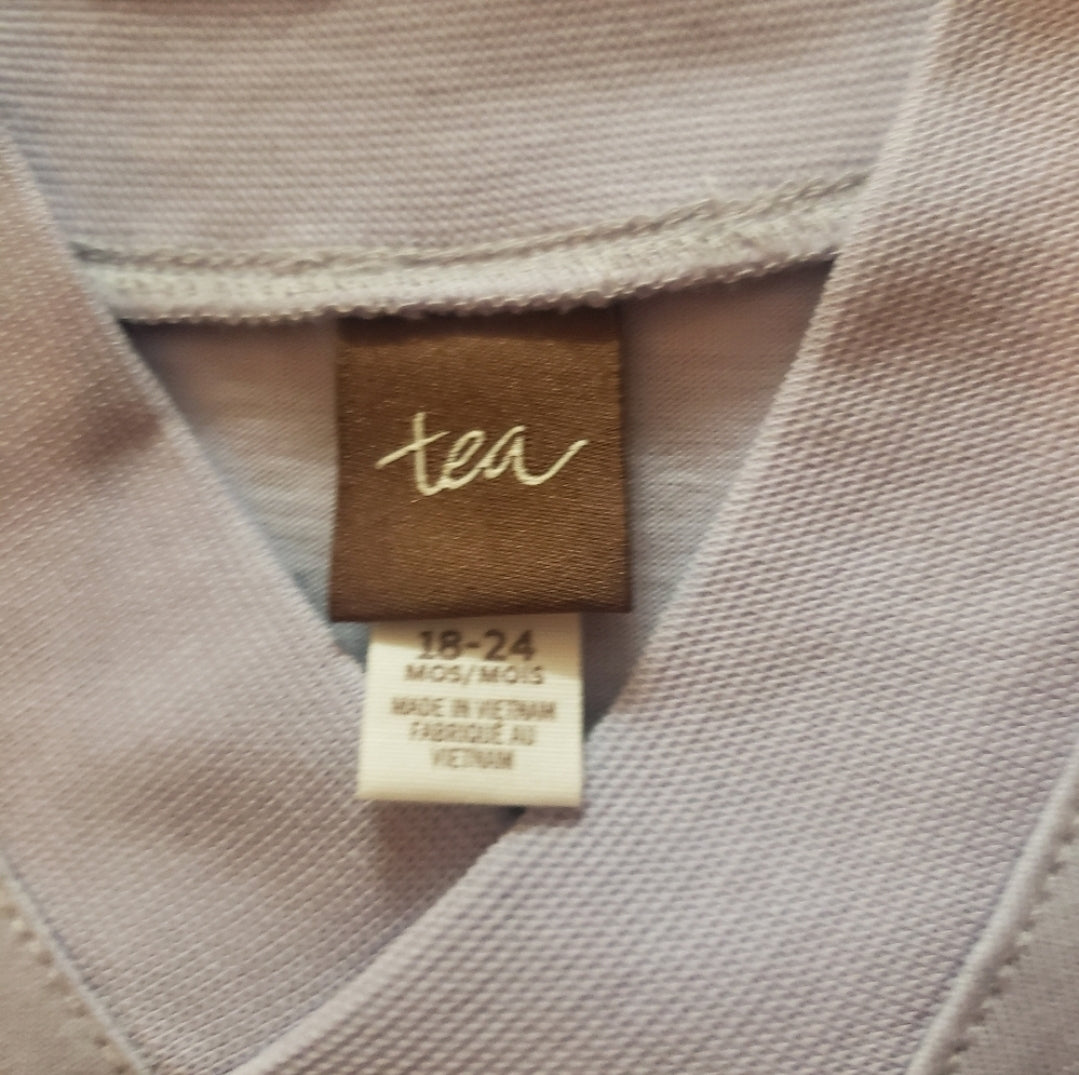 tea
18-24
MOS/MOIS
MADE IN VIETNAM
FABRIQUÉ AU
VIETNAM